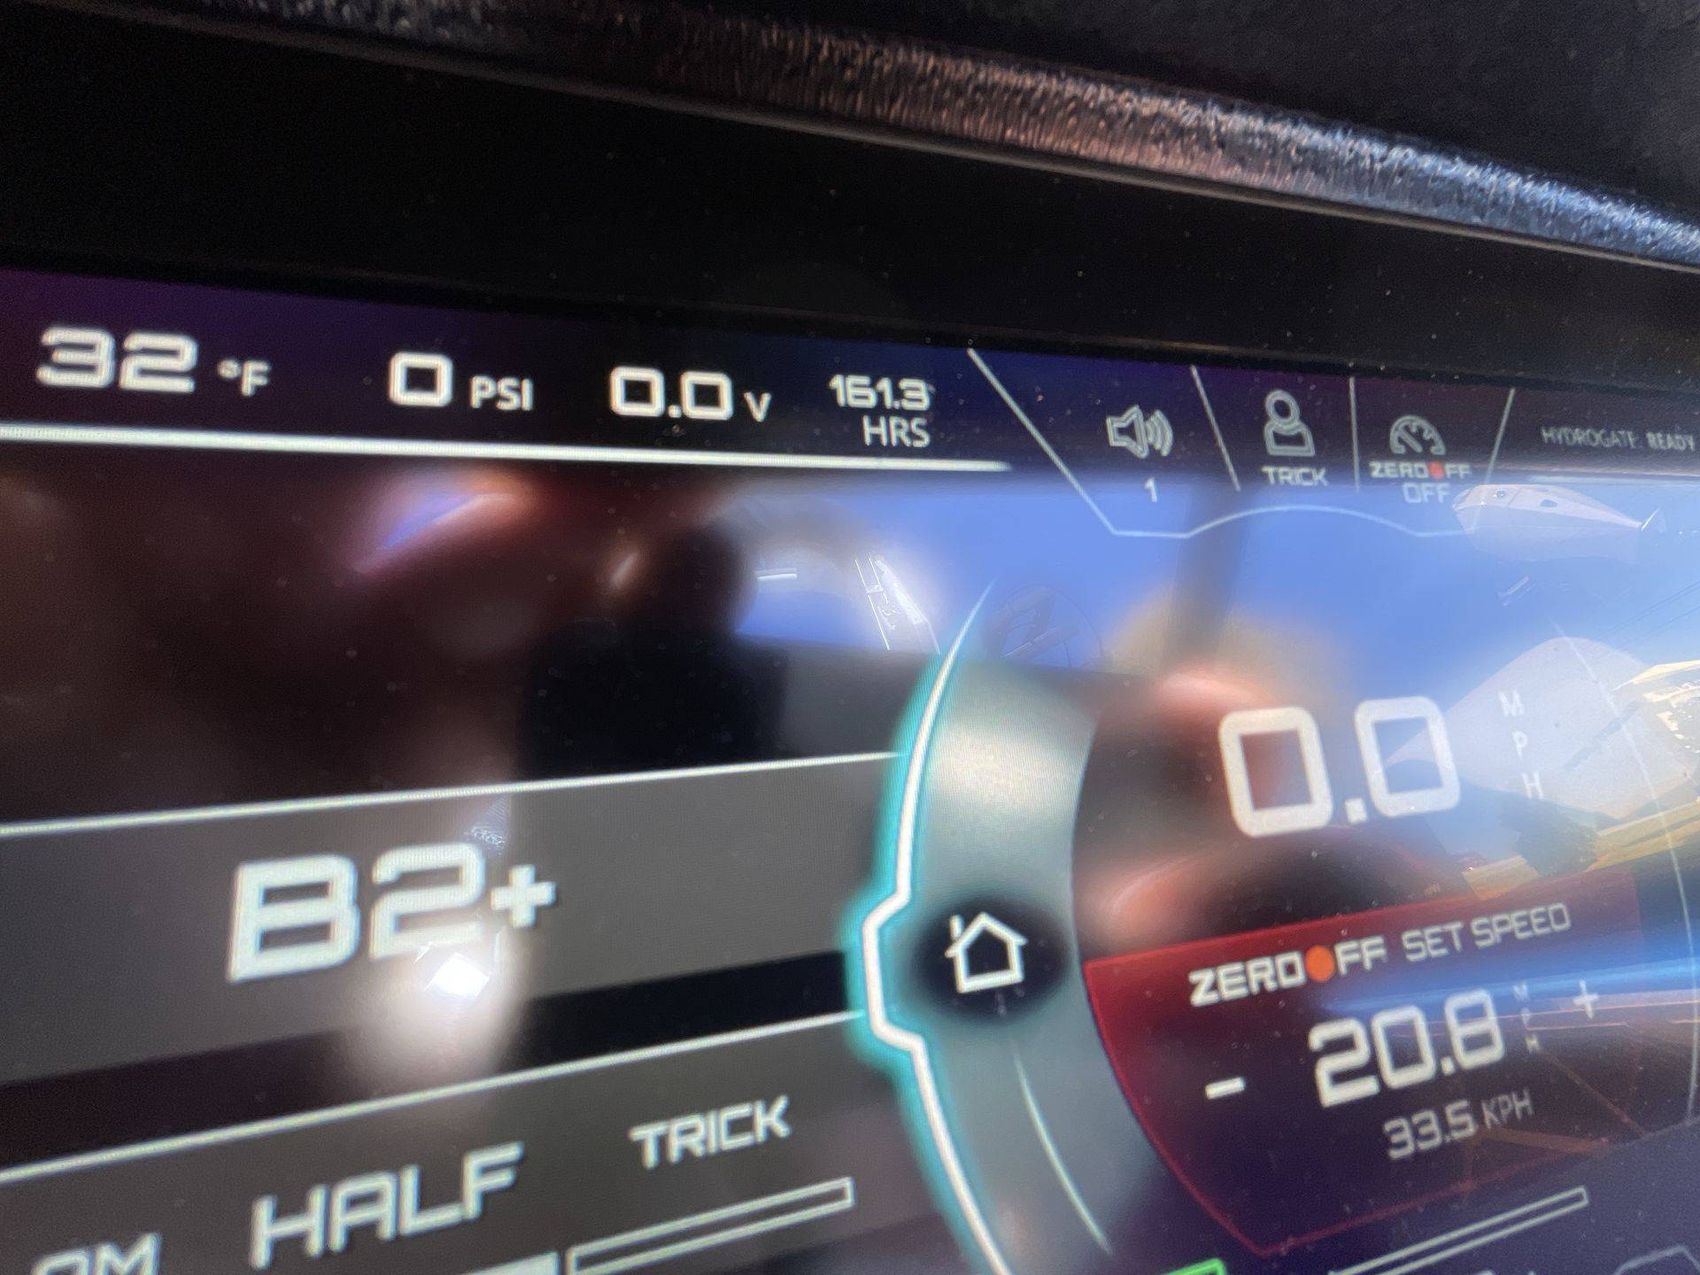 32 °F 0 PSI 0.0 V 161.3 HRS
1
TRICK
ZEROOFF OFF
HYDROGATE: READY
0.0 MPH
B2+
ZEROOFF SET SPEED
- 20.8 MPH +
33.5 KPH
HALF
TRICK